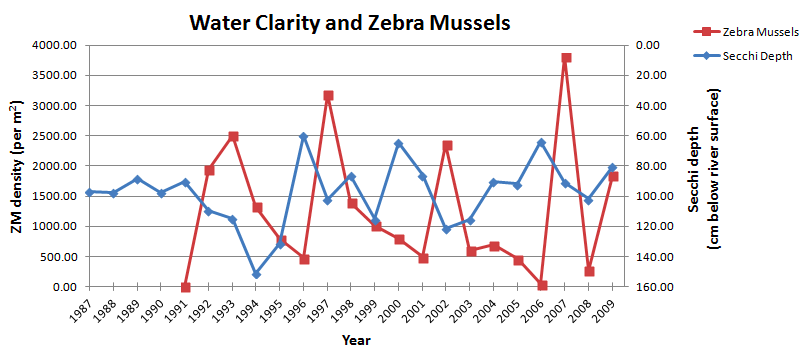 Water Clarity and Zebra Mussels
Zebra Mussels
Secchi Depth
ZM density (per m²)
4000.00
3500.00
3000.00
2500.00
2000.00
1500.00
1000.00
500.00
0.00
0.00
20.00
40.00
60.00
80.00
100.00
120.00
140.00
160.00
Secchi depth
(cm below river surface)
1987 1988 1989 1990 1991 1992 1993 1994 1995 1996 1997 1998 1999 2000 2001 2002 2003 2004 2005 2006 2007 2008 2009
Year